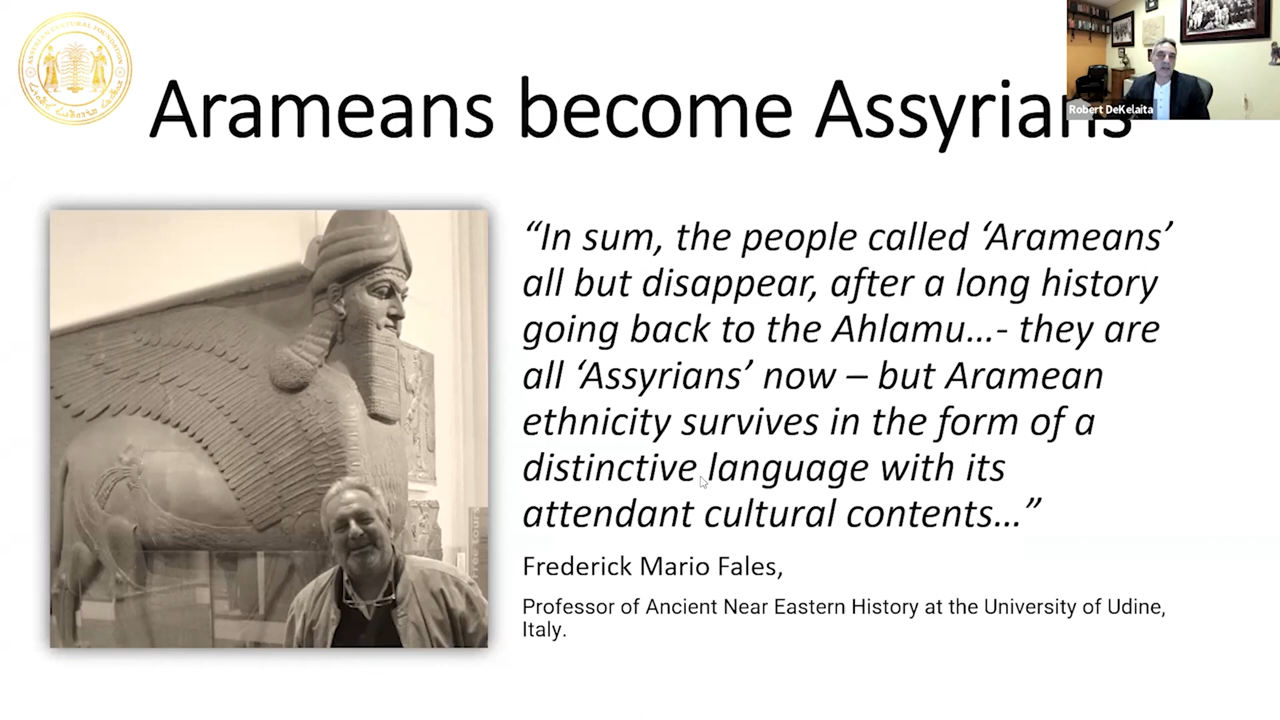 ASSYRIAN CULTURAL FOUNDATION
Arameans become Assyrians
Robert DeKelaita
“In sum, the people called ‘Arameans’
all but disappear, after a long history
going back to the Ahlamu...- they are
all ‘Assyrians’ now – but Aramean
ethnicity survives in the form of a
distinctive language with its
attendant cultural contents...”
Frederick Mario Fales,
Professor of Ancient Near Eastern History at the University of Udine,
Italy.